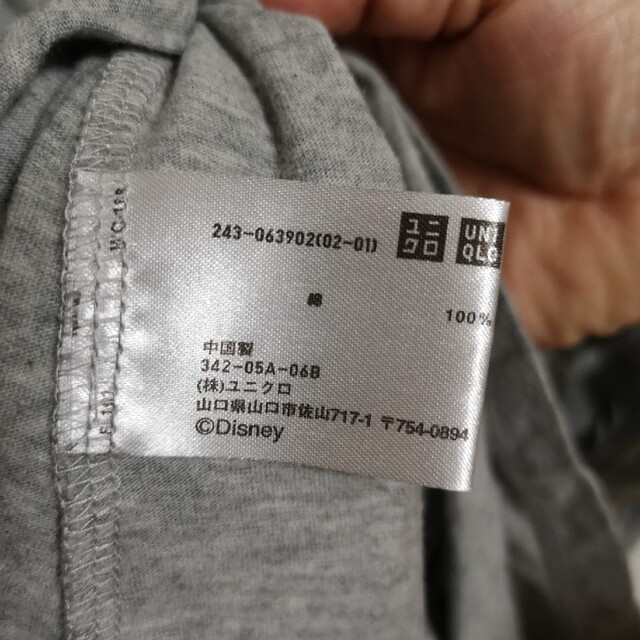 243-063902(02-01)
ユニ
クロ
UNI
QLO
綿 100%
中国製
342-05A-06B
(株)ユニクロ
山口県山口市佐山717-1 〒754-0894
©Disney